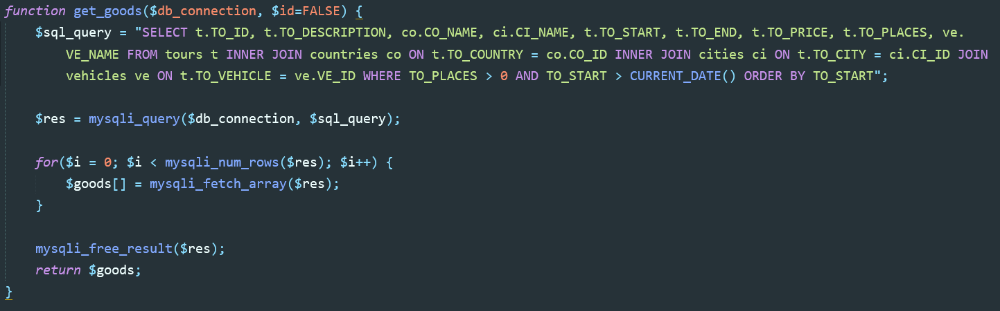 function get_goods($db_connection, $id=FALSE) {
    $sql_query = "SELECT t.TO_ID, t.TO_DESCRIPTION, co.CO_NAME, ci.CI_NAME, t.TO_START, t.TO_END, t.TO_PRICE, t.TO_PLACES, ve.
        VE_NAME FROM tours t INNER JOIN countries co ON t.TO_COUNTRY = co.CO_ID INNER JOIN cities ci ON t.TO_CITY = ci.CI_ID JOIN
        vehicles ve ON t.TO_VEHICLE = ve.VE_ID WHERE TO_PLACES > 0 AND TO_START > CURRENT_DATE() ORDER BY TO_START";

    $res = mysqli_query($db_connection, $sql_query);

    for($i = 0; $i < mysqli_num_rows($res); $i++) {
        $goods[] = mysqli_fetch_array($res);
    }

    mysqli_free_result($res);
    return $goods;
}